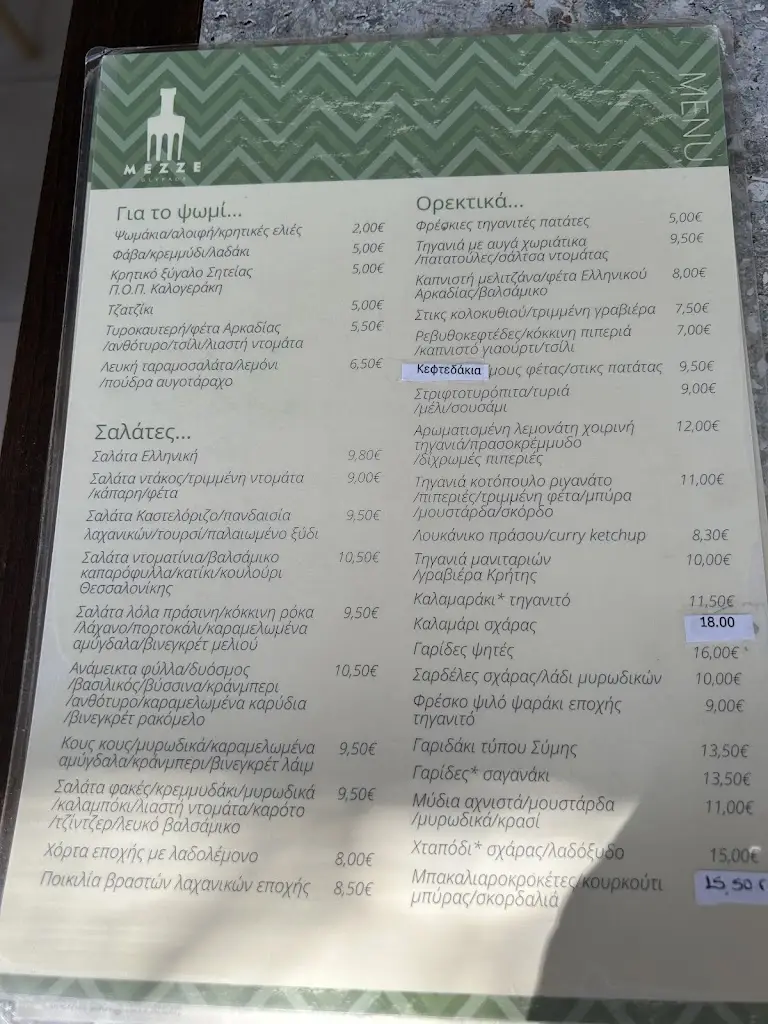 MENU
MEZZE
Για το ψωμί...
Ψωμάκια/αλοιφή/κρητικές ελιές 2,00€
Φάβα/κρεμμύδι/λαδάκι 5,00€
Κρητικό ξύγαλο Σητείας 5,00€
Π.Ο.Π. Καλογεράκη
Τζατζίκι 5,00€
Τυροκαυτερή/φέτα Αρκαδίας 5,50€
/ανθότυρο/τσίλι/λιαστή ντομάτα
Λευκή ταραμοσαλάτα/λεμόνι 6,50€
/πούδρα αυγοτάραχο
Σαλάτες...
Σαλάτα Ελληνική 9,80€
Σαλάτα ντάκος/τριμμένη ντομάτα 9,00€
/κάπαρη/φέτα
Σαλάτα Καστελόριζο/πανδαισία 9,50€
λαχανικών/τουρσί/παλαιωμένο ξύδι
Σαλάτα ντοματίνια/βαλσάμικο 10,50€
καπαρόφυλλα/κατίκι/κουλούρι
Θεσσαλονίκης
Σαλάτα λόλα πράσινη/κόκκινη ρόκα 9,50€
/λάχανο/πορτοκάλι/καραμελωμένα
αμύγδαλα/βινεγκρέτ μελιού
Ανάμεικτα φύλλα/δυόσμος 10,50€
/βασιλικός/βύσσινα/κράνμπερι
/ανθότυρο/καραμελωμένα καρύδια
/βινεγκρέτ ρακόμελο
Κους κους/μυρωδικά/καραμελωμένα 9,50€
αμύγδαλα/κράνμπερι/βινεγκρέτ λάιμ
Σαλάτα φακές/κρεμμυδάκι/μυρωδικά 9,50€
/καλαμπόκι/λιαστή ντομάτα/καρότο
/τζίντζερ/λευκό βαλσάμικο
Χόρτα εποχής με λαδολέμονο 8,00€
Ποικιλία βραστών λαχανικών εποχής 8,50€
Ορεκτικά...
Φρέσκιες τηγανιτές πατάτες 5,00€
Τηγανιά με αυγά χωριάτικα 9,50€
/πατατούλες/σάλτσα ντομάτας
Καπνιστή μελιτζάνα/φέτα Ελληνικού 8,00€
Αρκαδίας/βαλσάμικο
Στικς κολοκυθιού/τριμμένη γραβιέρα 7,50€
Ρεβυθοκεφτέδες/κόκκινη πιπεριά 7,00€
/καπνιστό γιαούρτι/τσίλι
Κεφτεδάκια μους φέτας/στικς πατάτας 9,50€
Στριφτοτυρόπιτα/τυριά 9,00€
/μέλι/σουσάμι
Αρωματισμένη λεμονάτη χοιρινή 12,00€
τηγανιά/πρασοκρέμμυδο
/δίχρωμές πιπεριές
Τηγανιά κοτόπουλο ριγανάτο 11,00€
/πιπεριές/τριμμένη φέτα/μπύρα
/μουστάρδα/σκόρδο
Λουκάνικο πράσου/curry ketchup 8,30€
Τηγανιά μανιταριών 10,00€
/γραβιέρα Κρήτης
Καλαμαράκι* τηγανιτό 11,50€
Καλαμάρι σχάρας 18.00
Γαρίδες ψητές 16,00€
Σαρδέλες σχάρας/λάδι μυρωδικών 10,00€
Φρέσκο ψιλό ψαράκι εποχής 9,00€
τηγανιτό
Γαριδάκι τύπου Σύμης 13,50€
Γαρίδες* σαγανάκι 13,50€
Μύδια αχνιστά/μουστάρδα 11,00€
/μυρωδικά/κρασί
Χταπόδι* σχάρας/λαδόξυδο 15,00€
Μπακαλιαροκροκέτες/κουρκούτι 15,50
μπύρας/σκορδαλιά